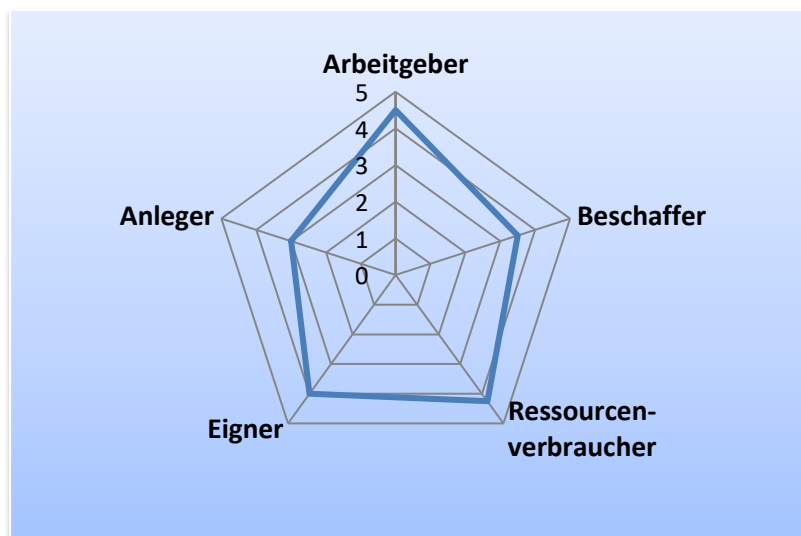 Arbeitgeber
5
4
3
2
1
0
Anleger
Beschaffer
Eigner
Ressourcen-
verbraucher